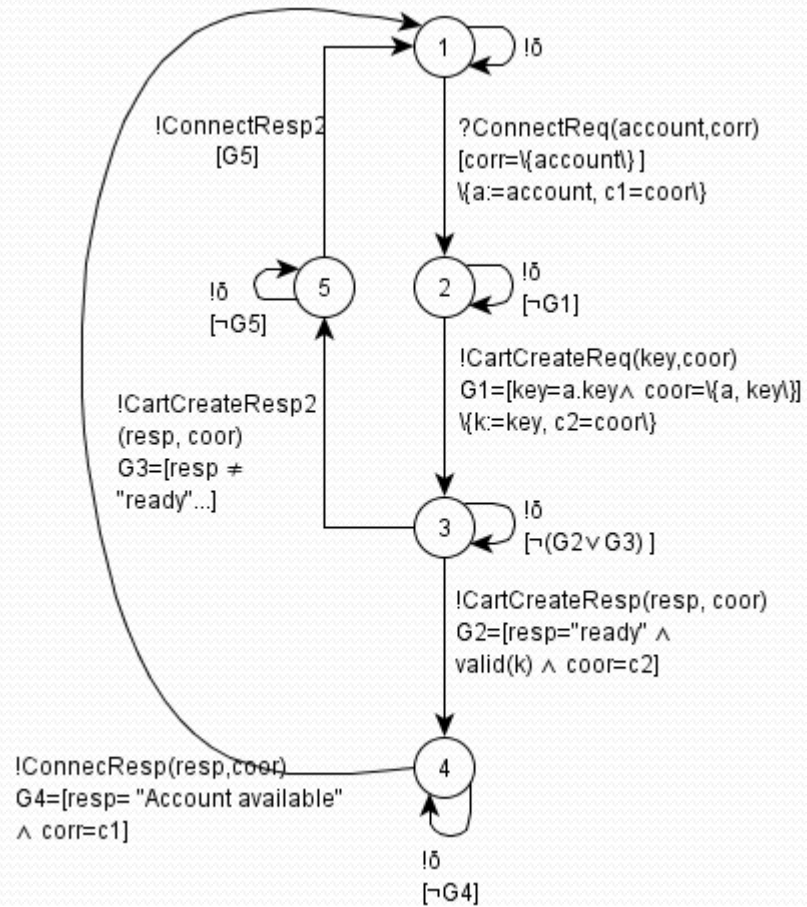 1
!δ
!ConnectResp2
[G5]
?ConnectReq(account,corr)
[corr=\{account\} ]
\{a:=account, c1=coor\}
5
!δ
[¬G5]
2
!δ
[¬G1]
!CartCreateReq(key,coor)
G1=[key=a.key∧ coor=\{a, key\}]
\{k:=key, c2=coor\}
!CartCreateResp2
(resp, coor)
G3=[resp ≠
"ready"...]
3
!δ
[¬(G2∨G3) ]
!CartCreateResp(resp, coor)
G2=[resp="ready" ∧
valid(k) ∧ coor=c2]
!ConnecResp(resp,coor)
G4=[resp= "Account available"
∧ corr=c1]
4
!δ
[¬G4]